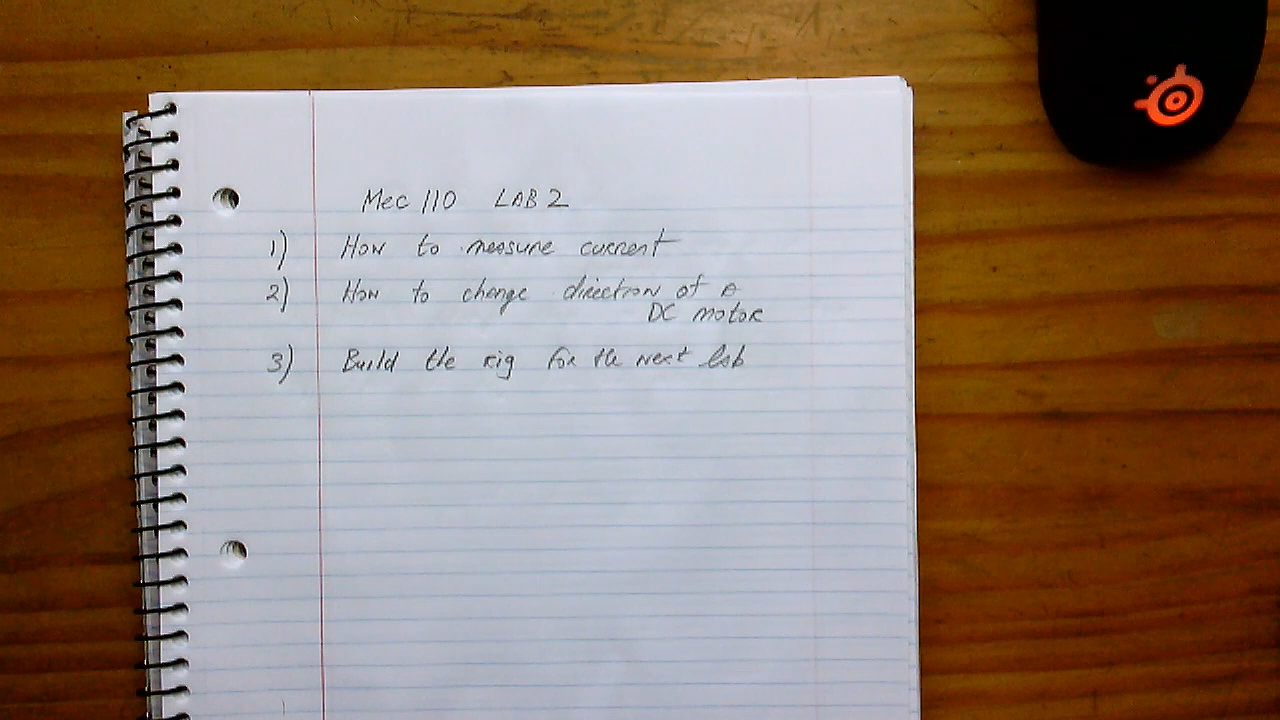 Mec 110 LAB 2
1) How to measure current
2) How to change direction of a
DC motor
3) Build the rig for the next lab